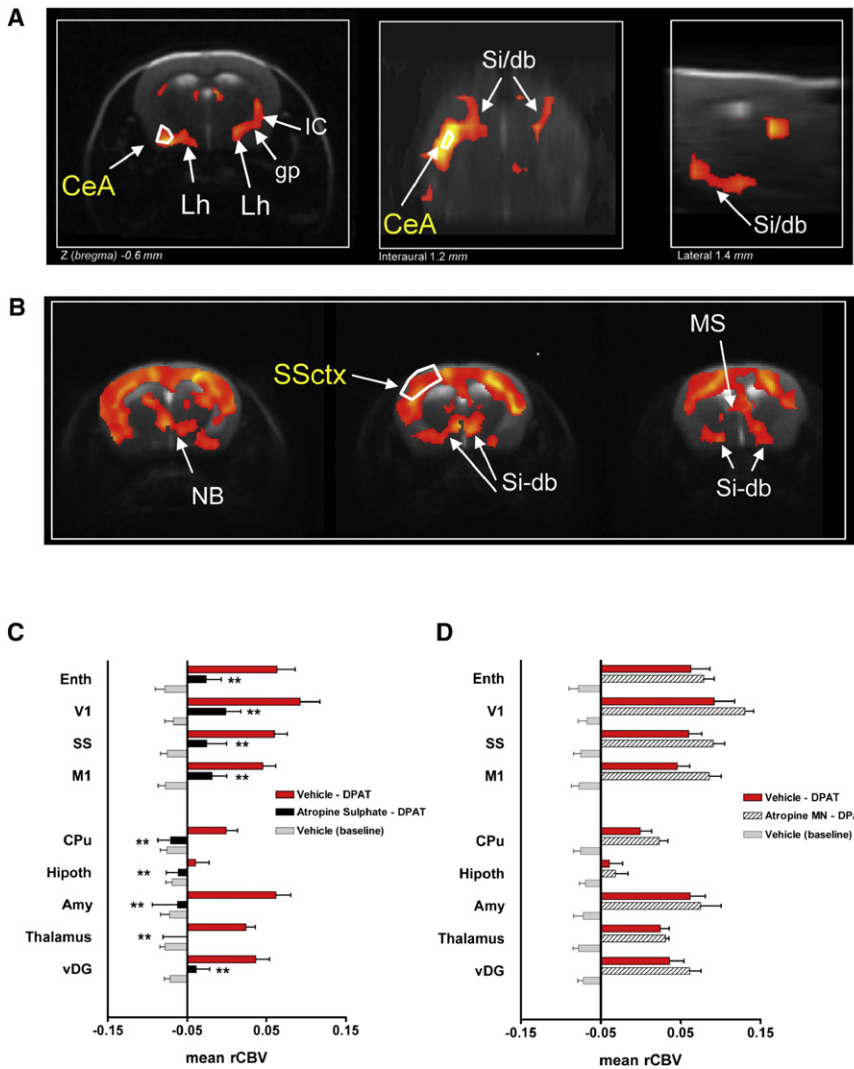 A
CeA
Lh
Lh
gp
IC
Z (bregma) -0.6 mm
Si/db
CeA
Interaural 1.2 mm
Si/db
Lateral 1.4 mm
B
NB
SSctx
Si-db
MS
Si-db
C
Enth
**
V1
**
SS
**
M1
**
Vehicle - DPAT
Atropine Sulphate - DPAT
Vehicle (baseline)
CPu
**
Hipoth
**
Amy
**
Thalamus
**
vDG
**
-0.15
-0.05
0.05
0.15
mean rCBV
D
Enth
V1
SS
M1
Vehicle - DPAT
Atropine MN - DPA
Vehicle (baseline)
CPu
Hipoth
Amy
Thalamus
vDG
-0.15
-0.05
0.05
0.15
mean rCBV